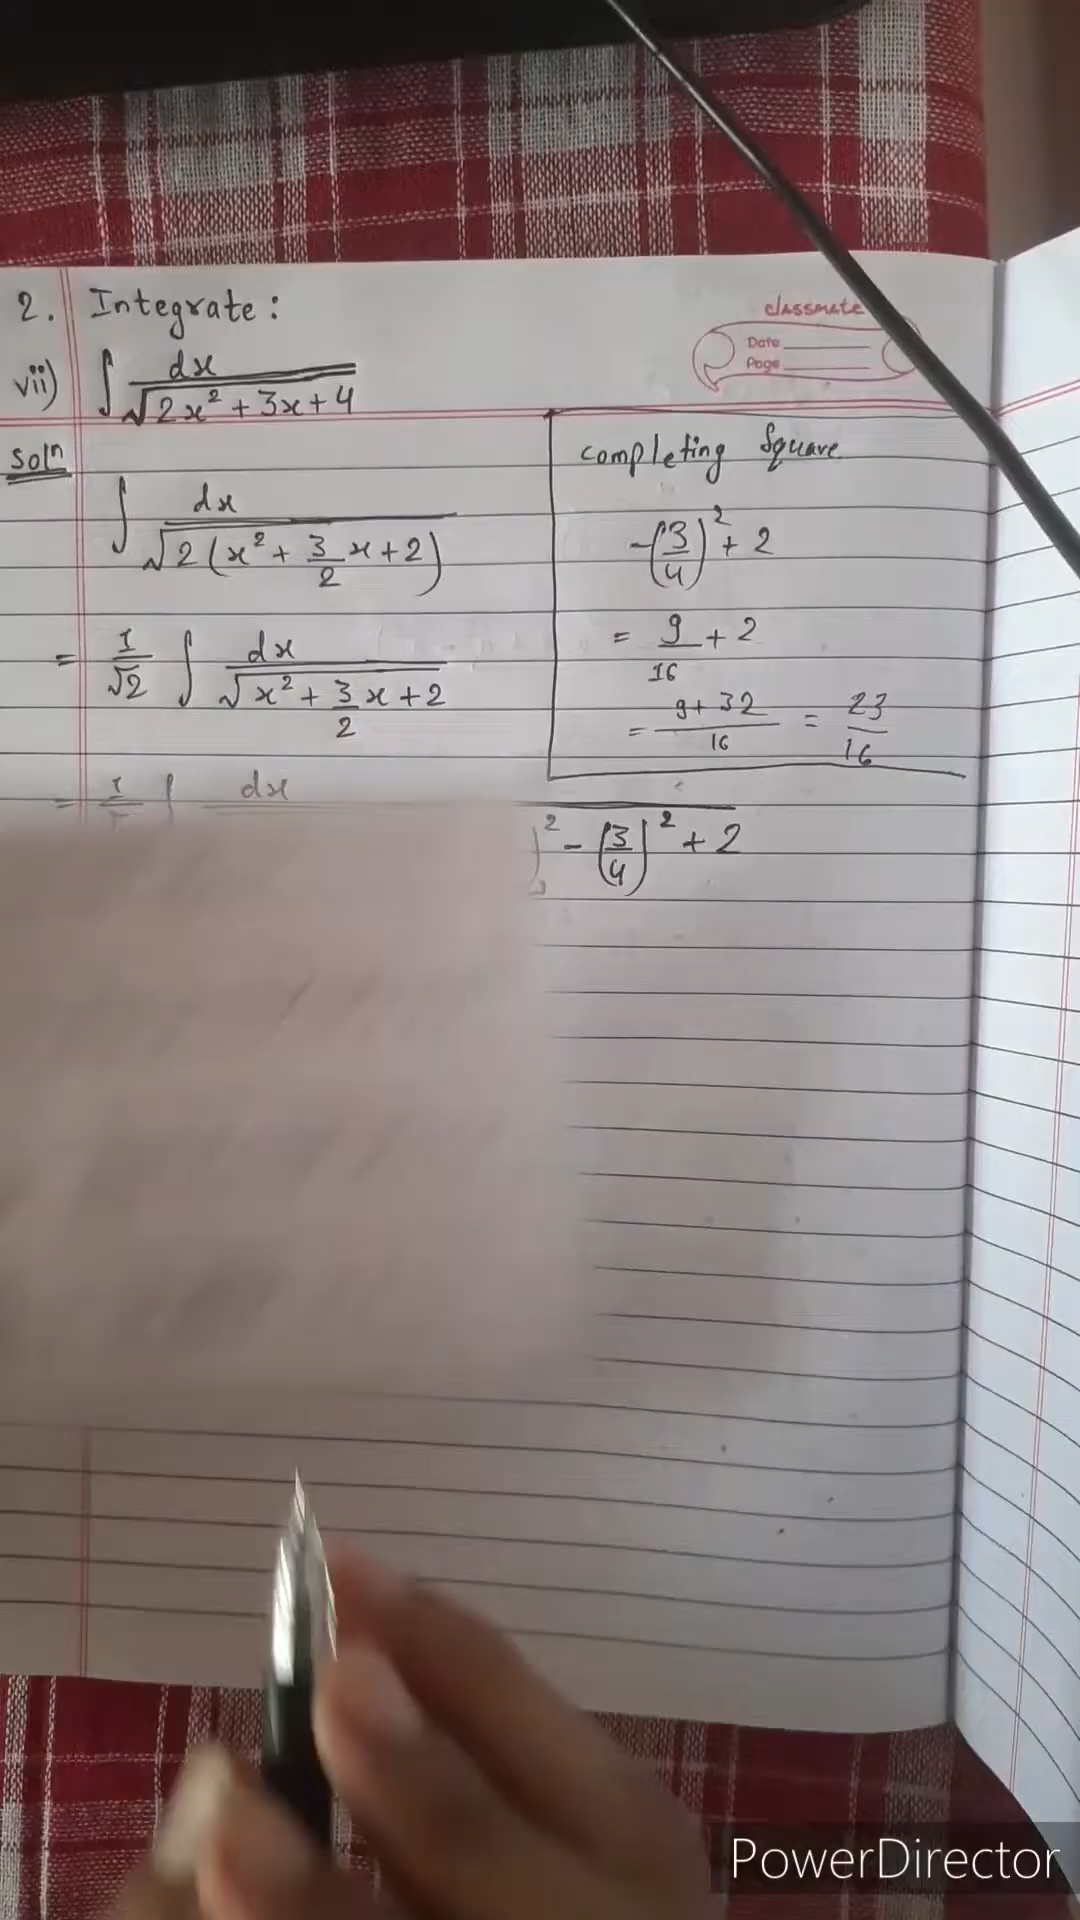 2. Integrate:
classmate
Date
Page
vii) ∫ dx / √(2x² + 3x + 4)
Solⁿ
∫ dx / √(2(x² + 3/2 x + 2))
= 1/√2 ∫ dx / √(x² + 3/2 x + 2)
= 1 ∫ dx
)² - (3/4)² + 2
completing Square
-(3/4)² + 2
= 9/16 + 2
= 9+32/16 = 23/16
PowerDirector